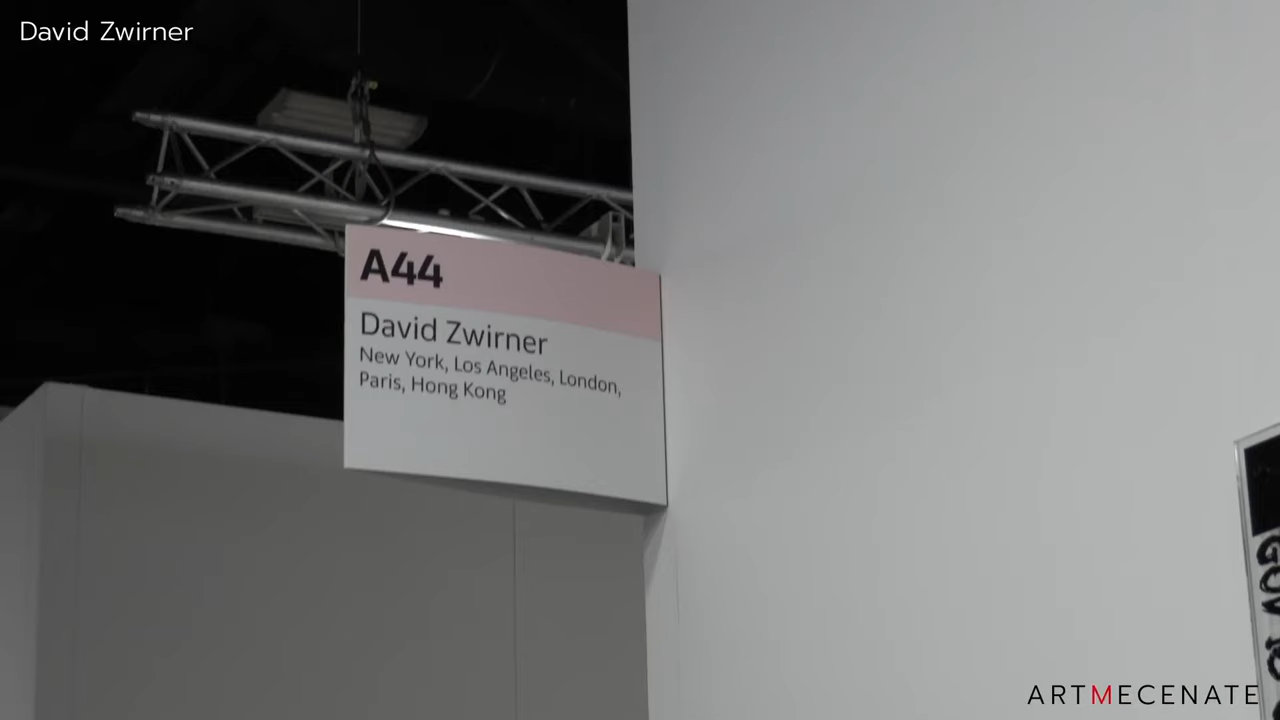 David Zwirner
A44
David Zwirner
New York, Los Angeles, London,
Paris, Hong Kong
ARTMECENATE